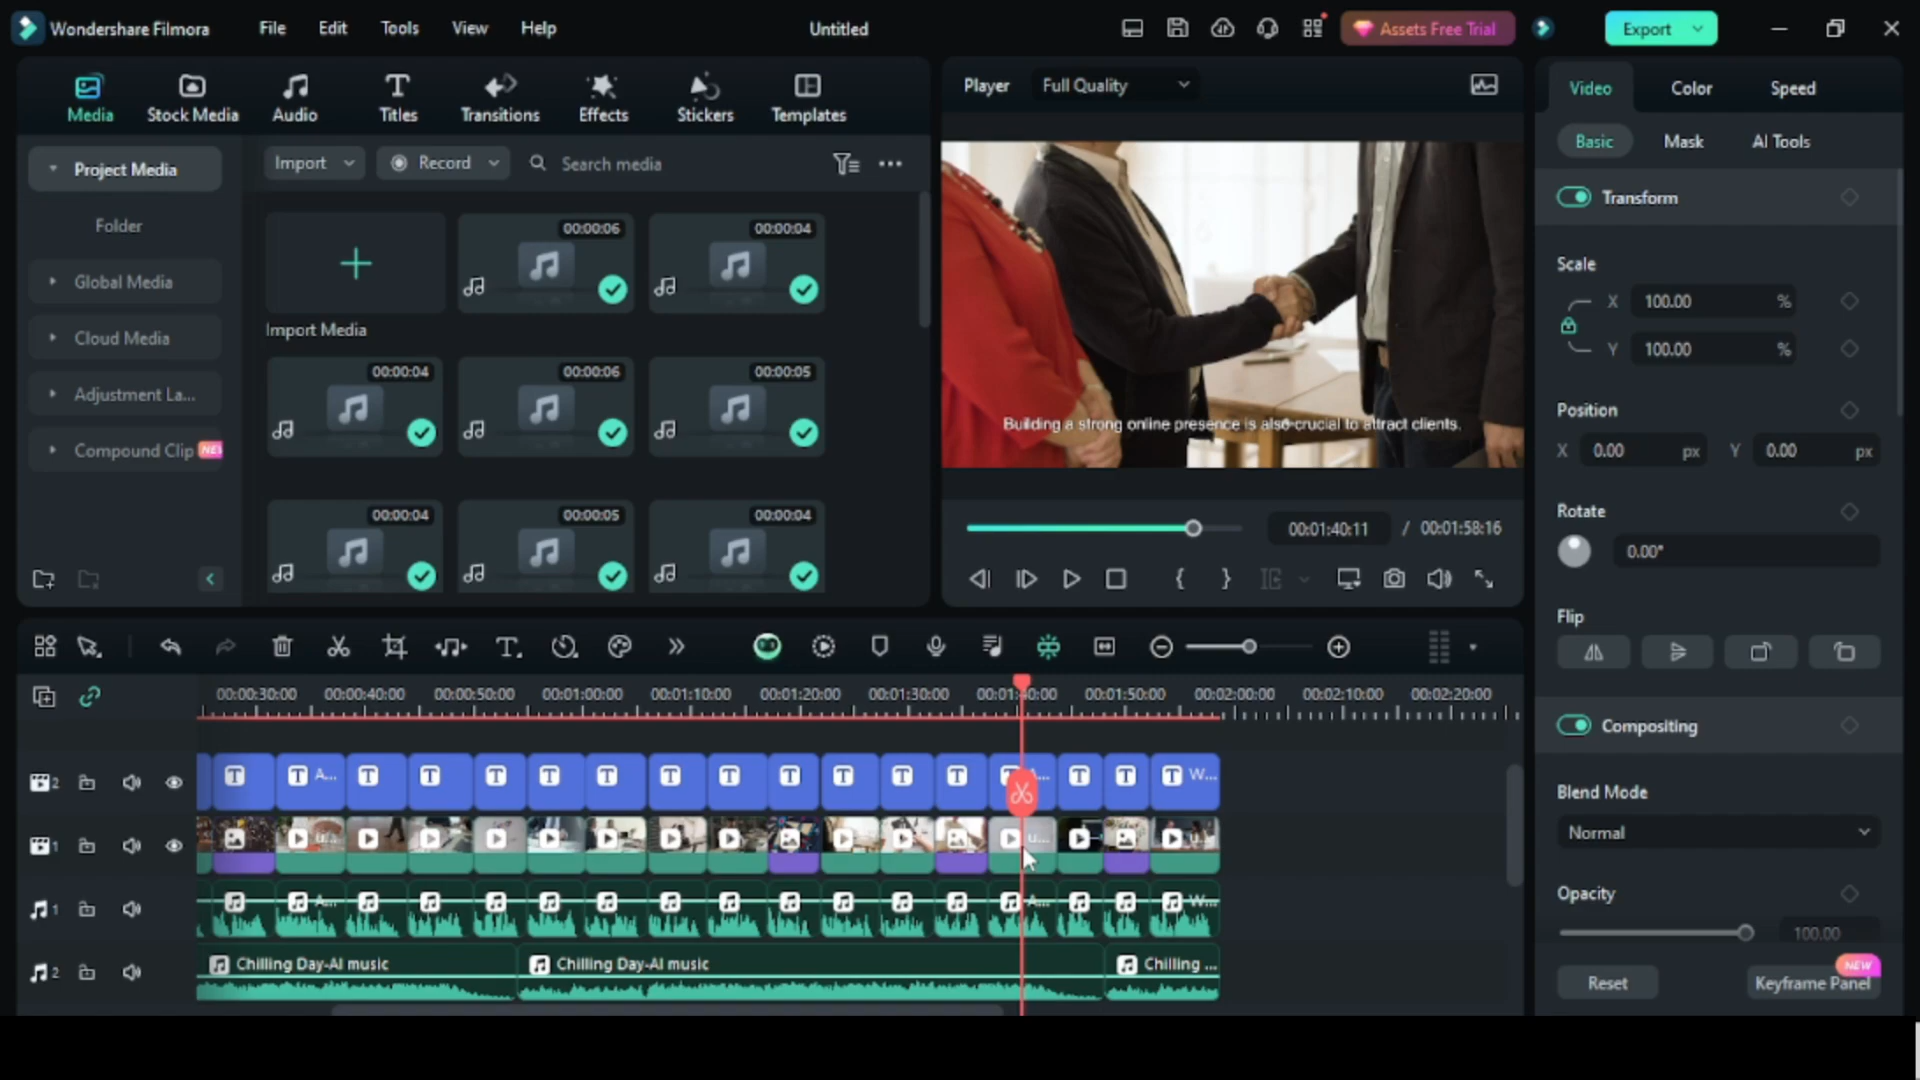 Wondershare Filmora
File
Edit
Tools
View
Help
Untitled
Assets Free Trial
Export
Media
Stock Media
Audio
Titles
Transitions
Effects
Stickers
Templates
Player
Full Quality
Video
Color
Speed
Basic
Mask
AI Tools
Project Media
Folder
Global Media
Cloud Media
Adjustment La...
Compound Clip
Import
Record
Search media
Import Media
00:00:06
00:00:04
00:00:04
00:00:06
00:00:05
00:00:04
00:00:05
00:00:04
Building a strong online presence is also crucial to attract clients.
00:01:40:11
/
00:01:58:16
Transform
Scale
X
100.00
%
Y
100.00
%
Position
X
0.00
px
Y
0.00
px
Rotate
0.00°
Flip
Compositing
Blend Mode
Normal
Opacity
100.00
Reset
NEW
Keyframe Panel
00:00:30:00
00:00:40:00
00:00:50:00
00:01:00:00
00:01:10:00
00:01:20:00
00:01:30:00
00:01:40:00
00:01:50:00
00:02:00:00
00:02:10:00
00:02:20:00
2
A...
W...
1
u...
1
A...
A...
W...
2
Chilling Day-AI music
Chilling Day-AI music
Chilling ...